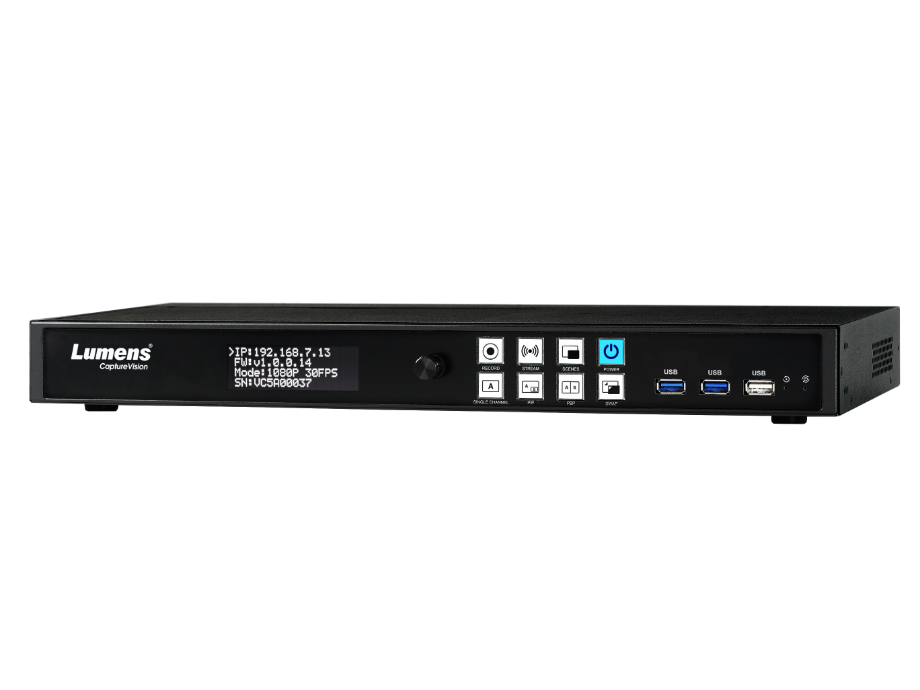 Lumens®
CaptureVision
>IP:192.168.7.13
FW:v1.0.0.14
Mode:1080P 30FPS
SN:VC5A00037
RECORD
STREAM
SCENES
POWER
A
A
A
SINGLE CHANNEL
PIP
PBP
SWAP
USB
USB
USB